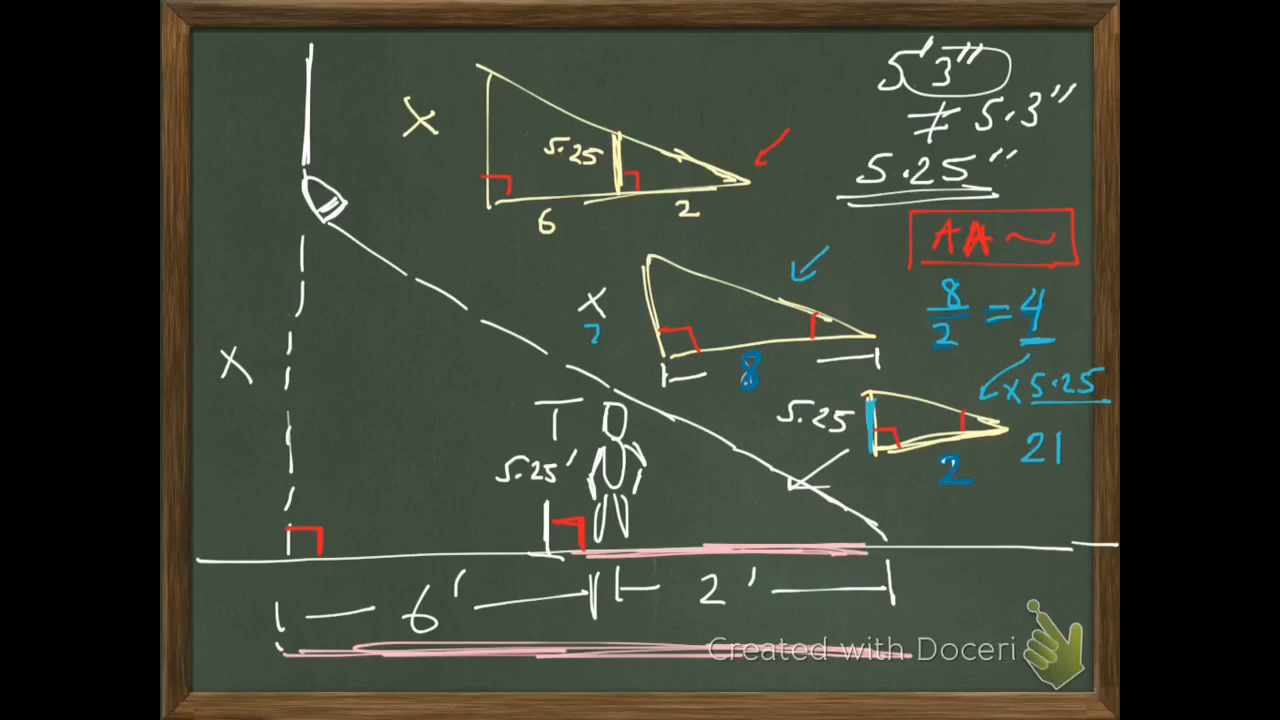 5'3"
≠ 5.3"
5.25"
X
5.25
6
2
AA ~
8/2 = 4
x 5.25
21
X
?
8
5.25
2
X
5.25'
6'
2'
Created with Doceri